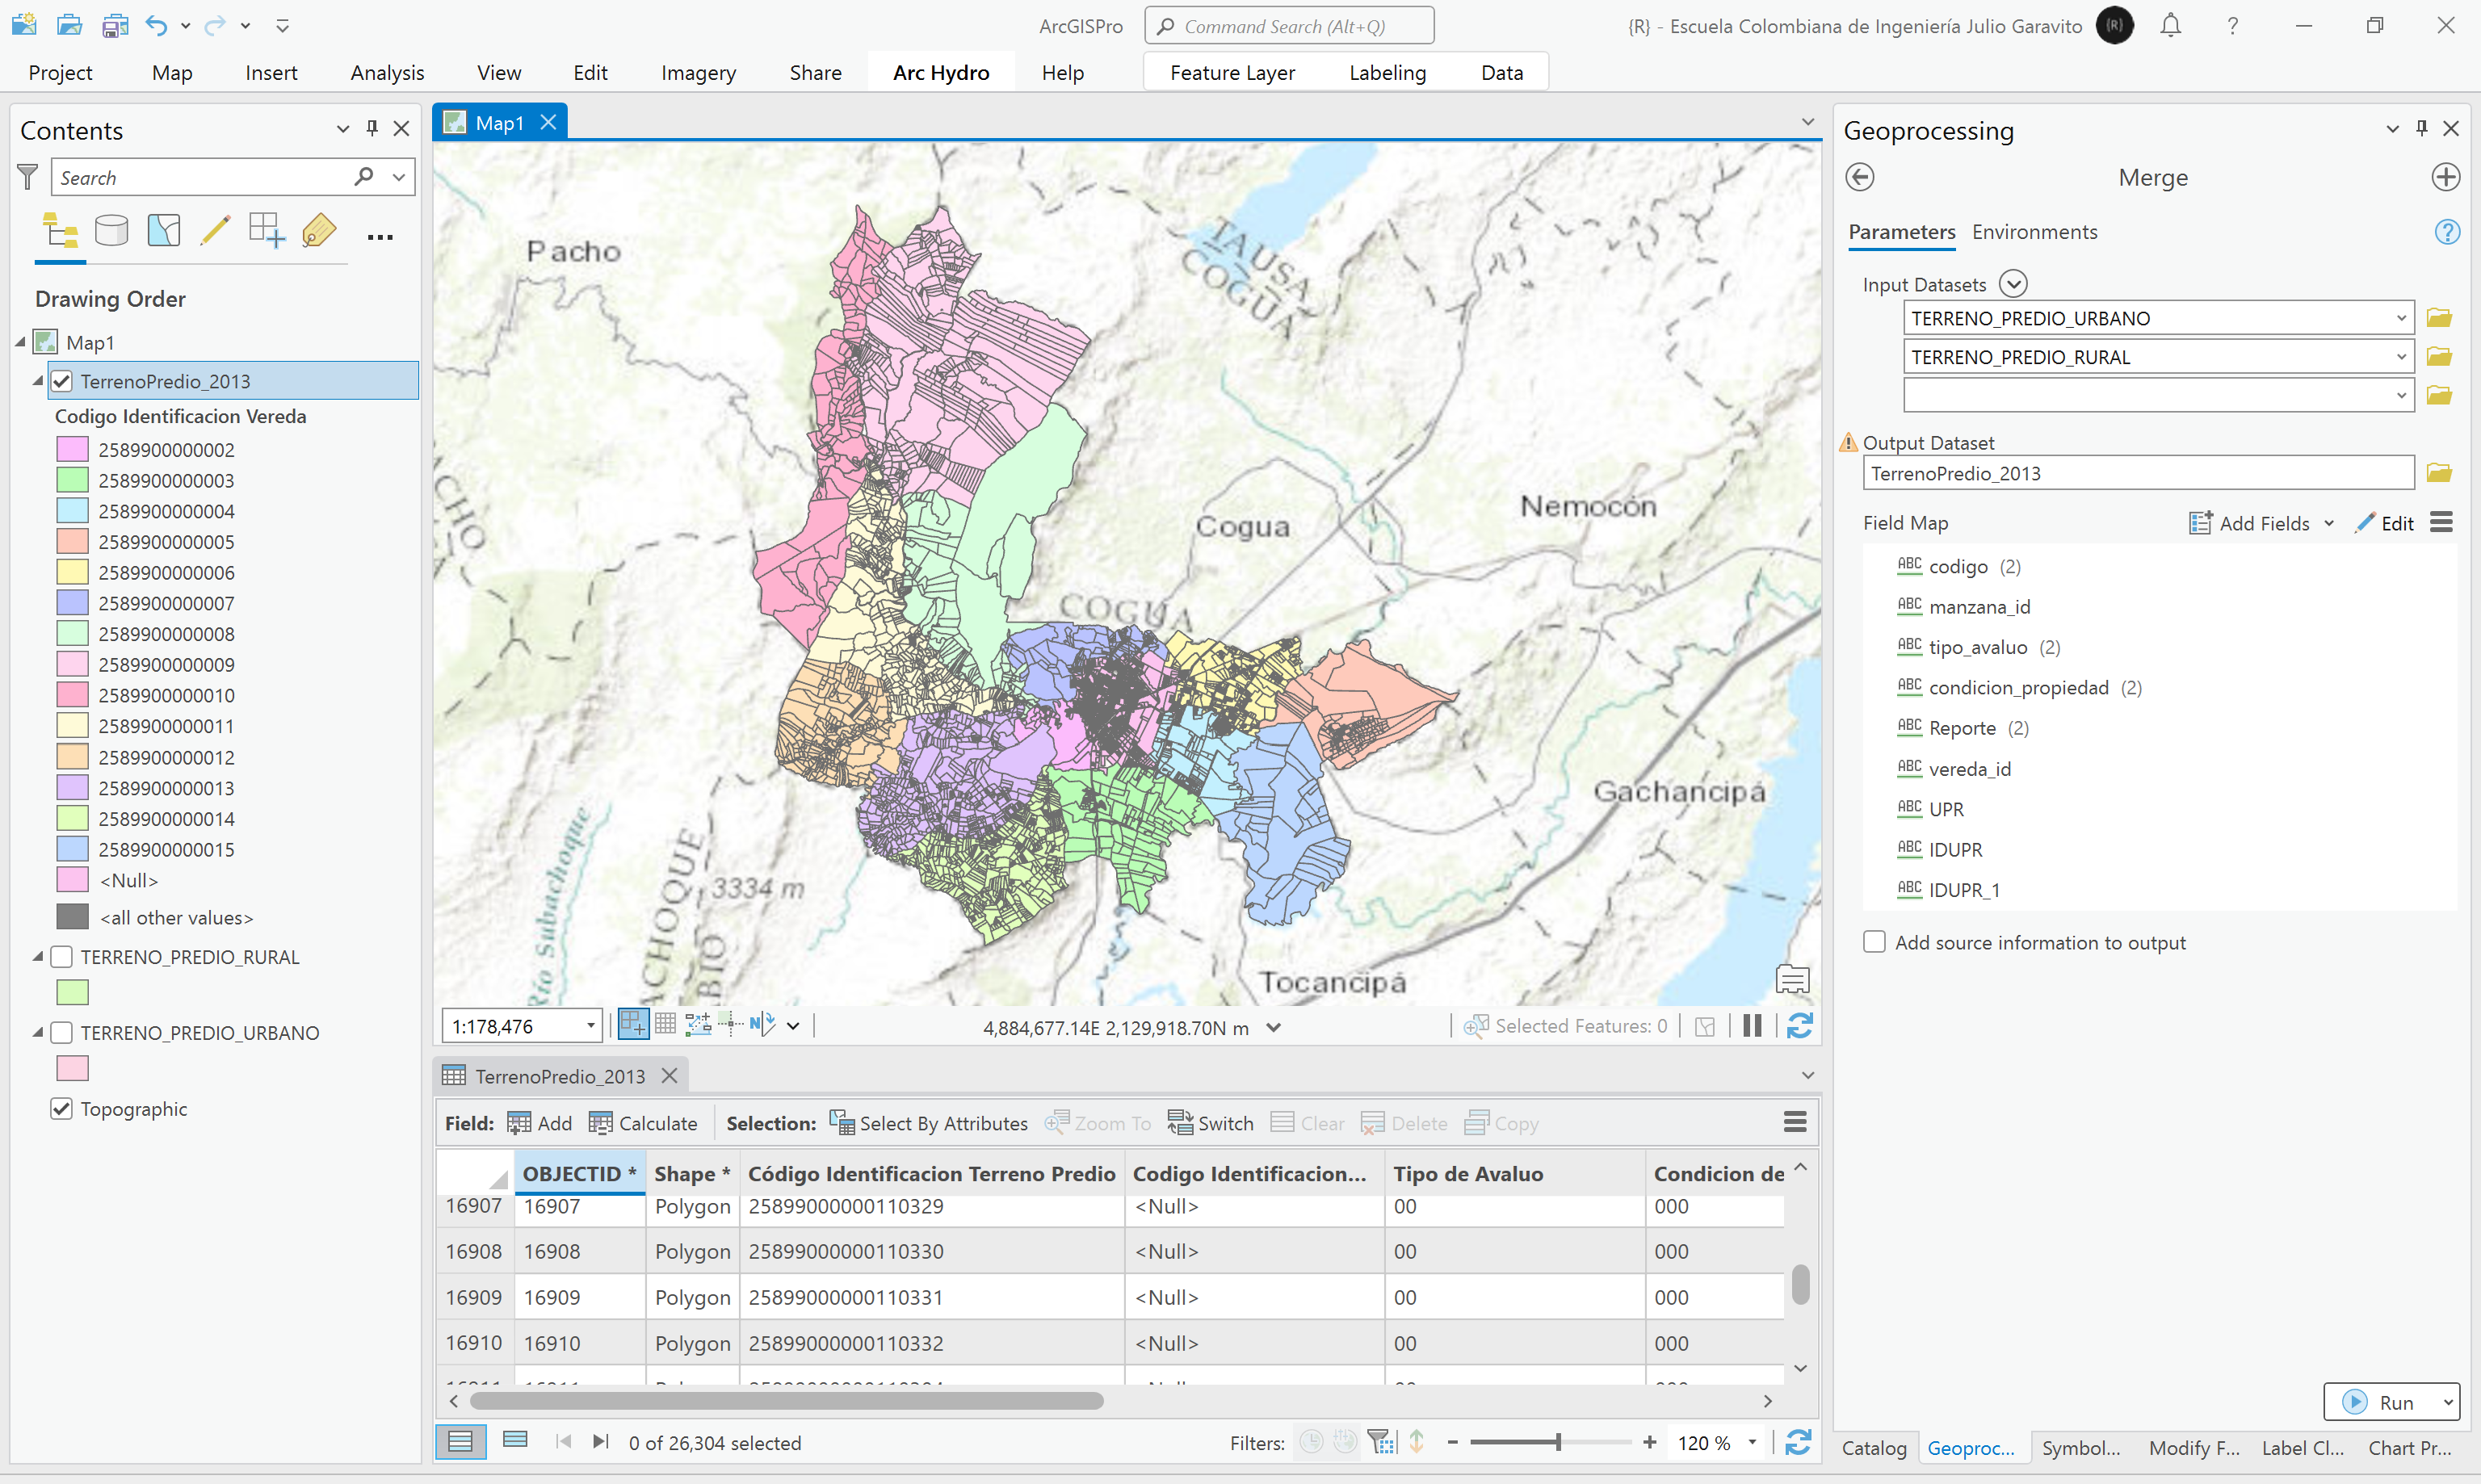 ArcGISPro
Command Search (Alt+Q)
{R} - Escuela Colombiana de Ingeniería Julio Garavito
{R}
Project Map Insert Analysis View Edit Imagery Share Arc Hydro Help Feature Layer Labeling Data
Contents
Search
Drawing Order
Map1
TerrenoPredio_2013
Codigo Identificacion Vereda
2589900000002
2589900000003
2589900000004
2589900000005
2589900000006
2589900000007
2589900000008
2589900000009
2589900000010
2589900000011
2589900000012
2589900000013
2589900000014
2589900000015
<Null>
<all other values>
TERRENO_PREDIO_RURAL
TERRENO_PREDIO_URBANO
Topographic
Map1
Pacho
TAUSA
COGUA
Nemocón
Cogua
COGUA
Gachancipá
3334 m
Río Subachoque
Tocancipá
1:178,476
4,884,677.14E 2,129,918.70N m
Selected Features: 0
TerrenoPredio_2013
Field: Add Calculate Selection: Select By Attributes Zoom To Switch Clear Delete Copy
OBJECTID * Shape * Código Identificacion Terreno Predio Codigo Identificacion... Tipo de Avaluo Condicion de
16907 16907 Polygon 25899000000110329 <Null> 00 000
16908 16908 Polygon 25899000000110330 <Null> 00 000
16909 16909 Polygon 25899000000110331 <Null> 00 000
16910 16910 Polygon 25899000000110332 <Null> 00 000
0 of 26,304 selected
Filters:
120 %
Geoprocessing
Merge
Parameters Environments
Input Datasets
TERRENO_PREDIO_URBANO
TERRENO_PREDIO_RURAL
Output Dataset
TerrenoPredio_2013
Field Map Add Fields Edit
ABC codigo (2)
ABC manzana_id
ABC tipo_avaluo (2)
ABC condicion_propiedad (2)
ABC Reporte (2)
ABC vereda_id
ABC UPR
ABC IDUPR
ABC IDUPR_1
Add source information to output
Run
Catalog Geoproc... Symbol... Modify F... Label Cl... Chart Pr...